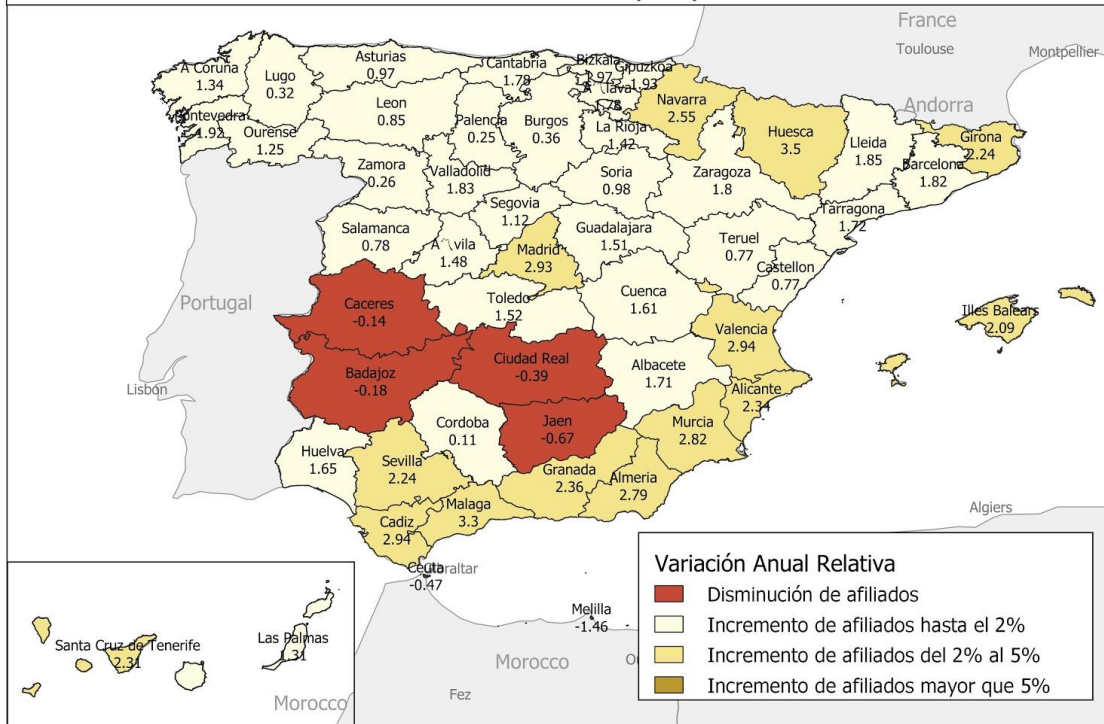 France
Toulouse
Montpellier
Andorra
A Coruña
1.34
Lugo
0.32
Asturias
0.97
Cantabria
1.79
Bizkaia
Gipuzkoa
1.93
Navarra
2.55
Huesca
3.5
Lleida
1.85
Girona
2.24
Barcelona
1.82
Pontevedra
1.92
Ourense
1.25
Leon
0.85
Palencia
0.25
Burgos
0.36
La Rioja
1.42
Zamora
0.26
Valladolid
1.83
Soria
0.98
Zaragoza
1.8
Tarragona
1.72
Segovia
1.12
Salamanca
0.78
vila
1.48
Madrid
2.93
Guadalajara
1.51
Teruel
0.77
Castellon
0.77
Portugal
Caceres
-0.14
Toledo
1.52
Cuenca
1.61
Valencia
2.94
Illes Balears
2.09
Lisbon
Badajoz
-0.18
Ciudad Real
-0.39
Albacete
1.71
Alicante
2.34
Huelva
1.65
Sevilla
2.24
Cordoba
0.11
Jaen
-0.67
Murcia
2.82
Granada
2.36
Almeria
2.79
Malaga
3.3
Cadiz
2.94
Algiers
Ceuta
-0.47
Gibraltar
Melilla
-1.46
Santa Cruz de Tenerife
2.31
Las Palmas
Morocco
Morocco
Fez
Variación Anual Relativa
Disminución de afiliados
Incremento de afiliados hasta el 2%
Incremento de afiliados del 2% al 5%
Incremento de afiliados mayor que 5%